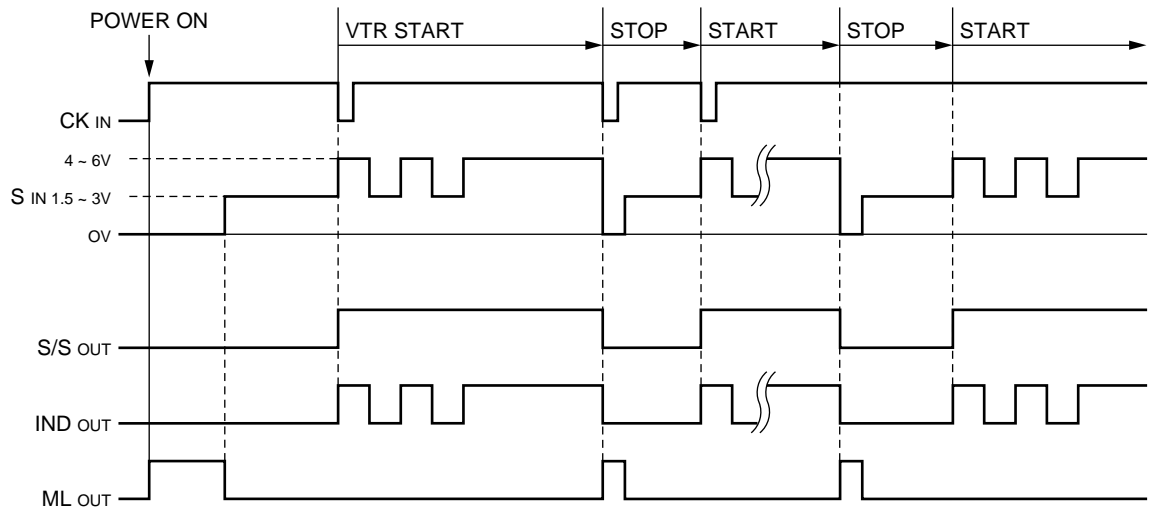 POWER ON
VTR START
STOP
START
STOP
START
CK IN
4 ~ 6V
S IN 1.5 ~ 3V
OV
S/S OUT
IND OUT
ML OUT